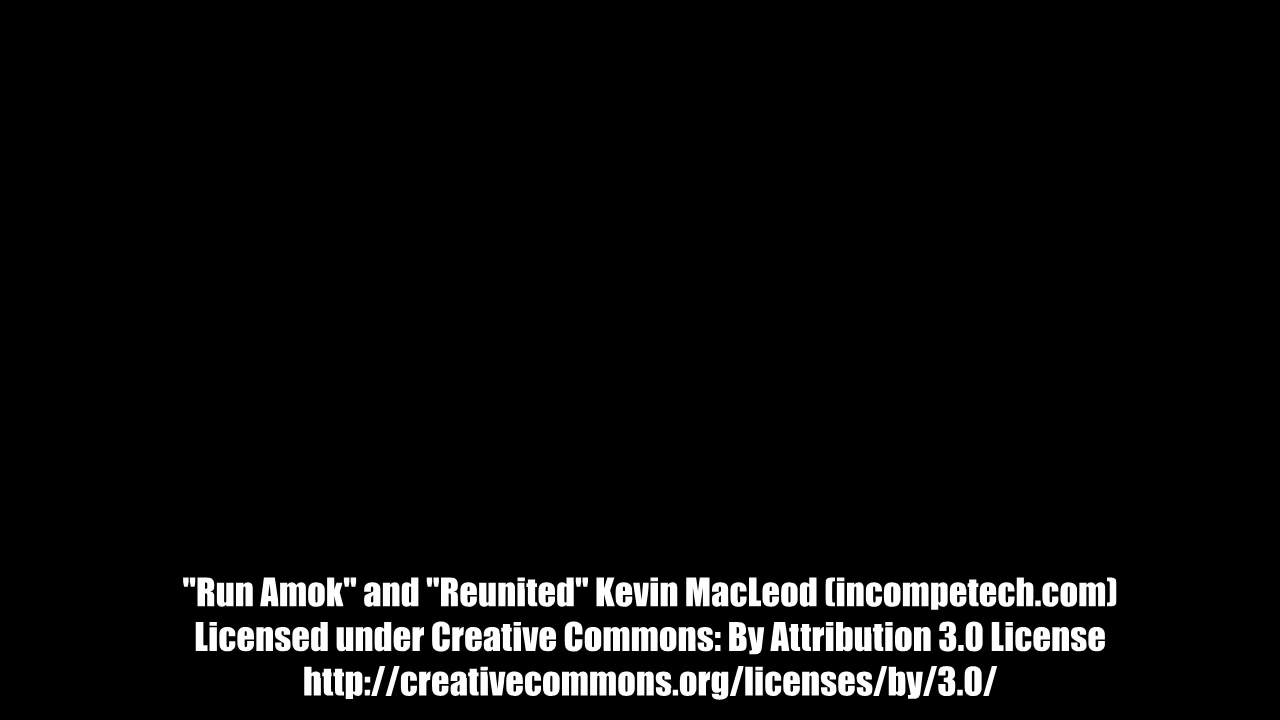 "Run Amok" and "Reunited" Kevin MacLeod (incompetech.com)
Licensed under Creative Commons: By Attribution 3.0 License
http://creativecommons.org/licenses/by/3.0/